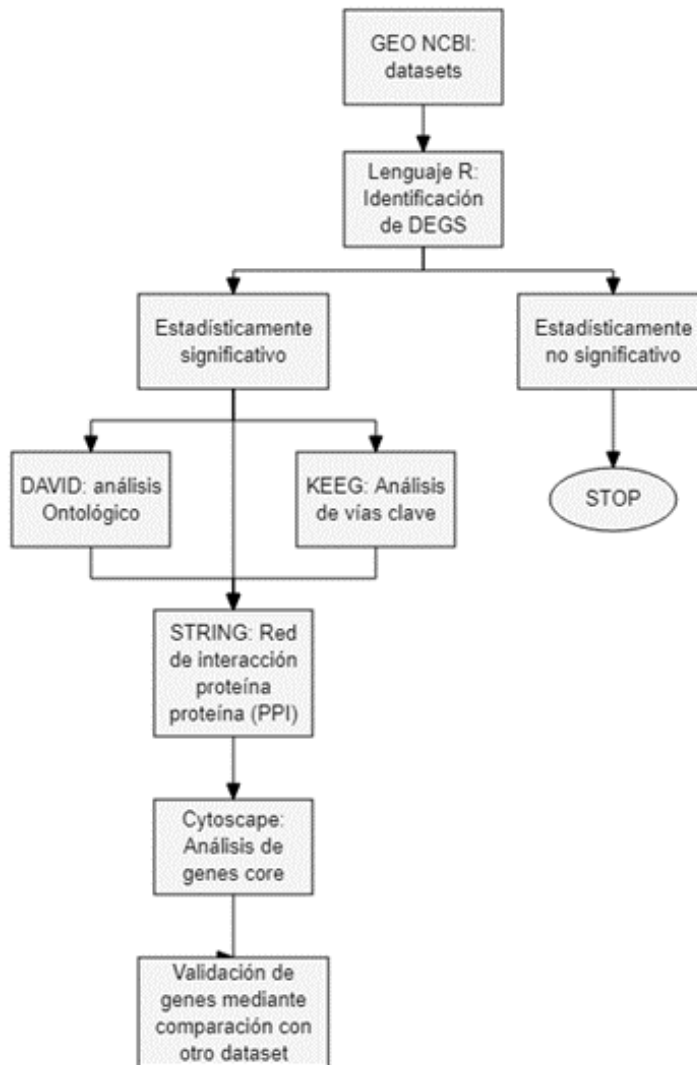 GEO NCBI:
datasets
Lenguaje R:
Identificación
de DEGS
Estadísticamente
significativo
Estadísticamente
no significativo
DAVID: análisis
Ontológico
KEEG: Análisis
de vías clave
STOP
STRING: Red
de interacción
proteína
proteína (PPI)
Cytoscape:
Análisis de
genes core
Validación de
genes mediante
comparación con
otro dataset